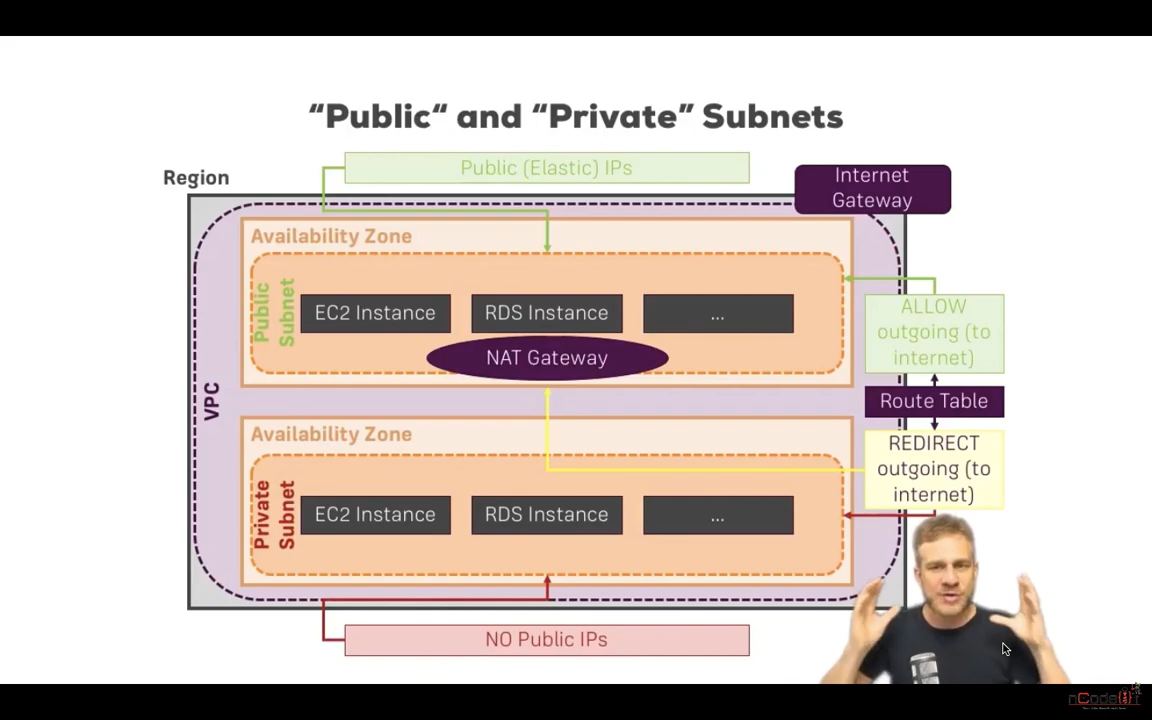 “Public“ and “Private” Subnets
Public (Elastic) IPs
Region
Internet
Gateway
Availability Zone
Public
Subnet
EC2 Instance
RDS Instance
...
NAT Gateway
ALLOW
outgoing (to
internet)
VPC
Route Table
Availability Zone
REDIRECT
outgoing (to
internet)
Private
Subnet
EC2 Instance
RDS Instance
...
NO Public IPs